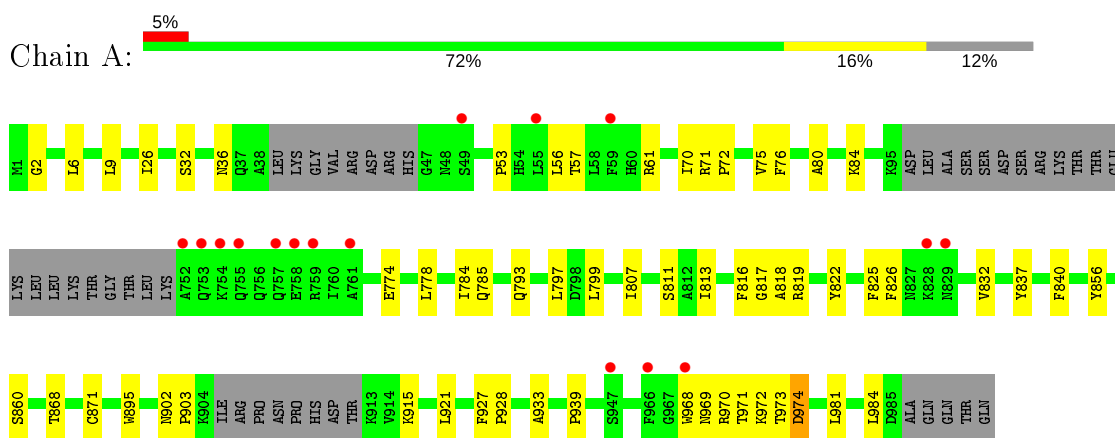 5%
Chain A:
72% 16% 12%
M1 G2 L6 L9 I26 S32 N36 Q37 A38 LEU LYS GLY VAL ARG ASP ARG HIS G47 N48 S49 P53 H54 L55 L56 T57 L58 F59 H60 R61 I70 R71 P72 V75 F76 A80 K84 K95 ASP LEU ALA SER SER ASP SER ARG LYS THR THR GLU
LYS LEU LEU LYS THR GLY THR LEU LYS A752 Q753 K754 Q755 Q756 Q757 E758 R759 I760 A761 E774 L778 I784 Q785 Q793 L797 D798 L799 I807 S811 A812 I813 F816 G817 A818 R819 Y822 F825 F826 N827 K828 N829 V832 Y837 F840 Y856
S860 T868 C871 W895 N902 P903 K904 ILE ARG PRO ASN PRO HIS ASP THR K913 V914 K915 L921 F927 P928 A933 P939 S947 F966 G967 W968 N969 R970 T971 K972 T973 D974 L981 L984 D985 ALA GLN GLN THR GLN